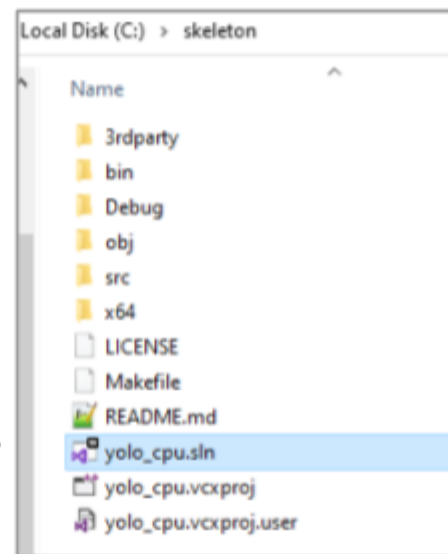 Local Disk (C:) > skeleton
Name
3rdparty
bin
Debug
obj
src
x64
LICENSE
Makefile
README.md
yolo_cpu.sln
yolo_cpu.vcxproj
yolo_cpu.vcxproj.user